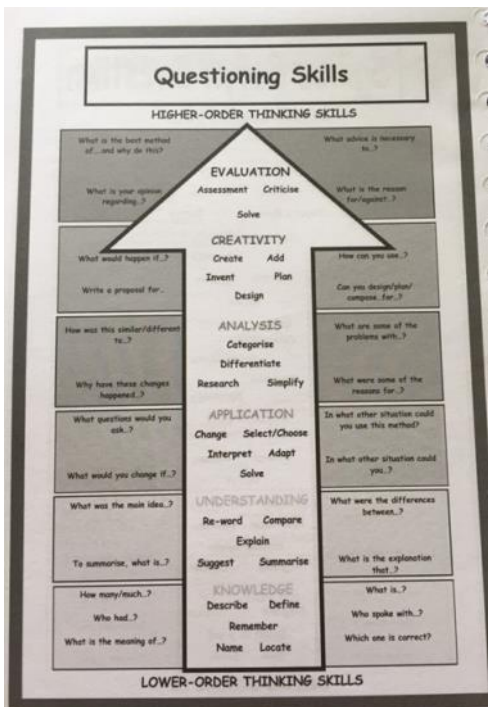 Questioning Skills
HIGHER-ORDER THINKING SKILLS
What is the best method
of...and why do this?
What is your opinion
regarding..?
EVALUATION
Assessment Criticise
Solve
What advice is necessary
to..?
What is the reason
for/against..?
What would happen if..?
Write a proposal for..
CREATIVITY
Create Add
Invent Plan
Design
How can you use..?
Can you design/plan/
compose..for..?
How was this similar/different
to..?
Why have these changes
happened..?
ANALYSIS
Categorise
Differentiate
Research Simplify
What are some of the
problems with..?
What were some of the
reasons for..?
What questions would you
ask..?
What would you change if..?
APPLICATION
Change Select/Choose
Interpret Adapt
Solve
In what other situation could
you use this method?
In what other situation could
you..?
What was the main idea..?
To summarise, what is..?
UNDERSTANDING
Re-word Compare
Explain
Suggest Summarise
What were the differences
between..?
What is the explanation
that..?
How many/much..?
Who had..?
What is the meaning of..?
KNOWLEDGE
Describe Define
Remember
Name Locate
What is..?
Who spoke with..?
Which one is correct?
LOWER-ORDER THINKING SKILLS